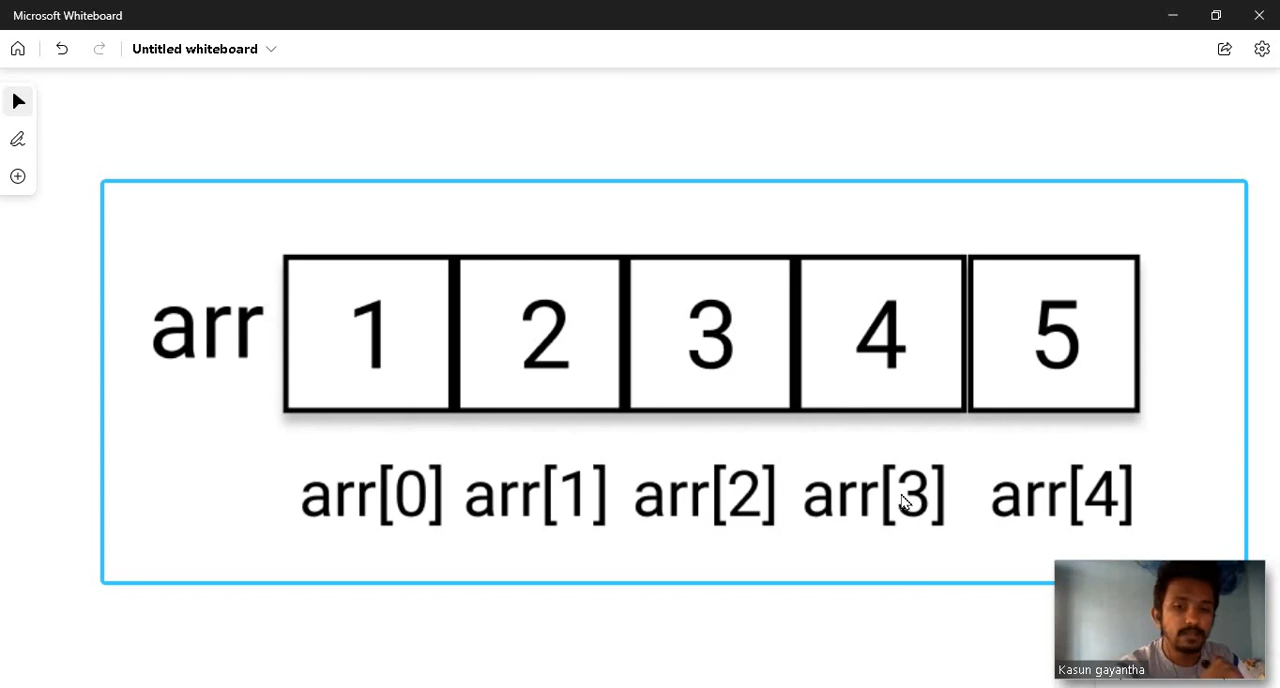 Microsoft Whiteboard
Untitled whiteboard
arr 1 2 3 4 5
arr[0] arr[1] arr[2] arr[3] arr[4]
Kasun gayantha